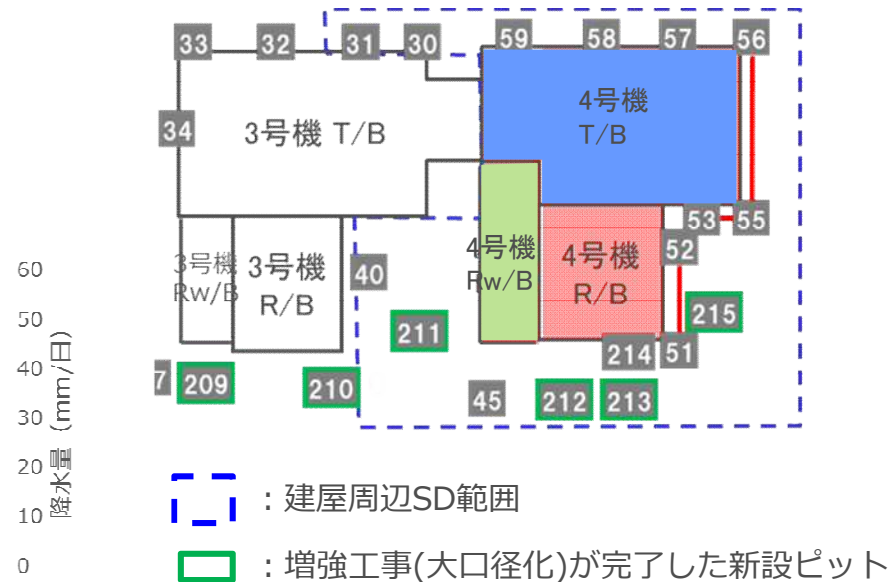 33
32
31
30
59
58
57
56
34
3号機 T/B
4号機
T/B
53
55
52
3号機
Rw/B
3号機
R/B
40
4号機
Rw/B
4号機
R/B
211
215
214
51
7
209
210
45
212
213
60
50
40
30
20
10
0
降水量（mm/日）
：建屋周辺SD範囲
：増強工事(大口径化)が完了した新設ピット